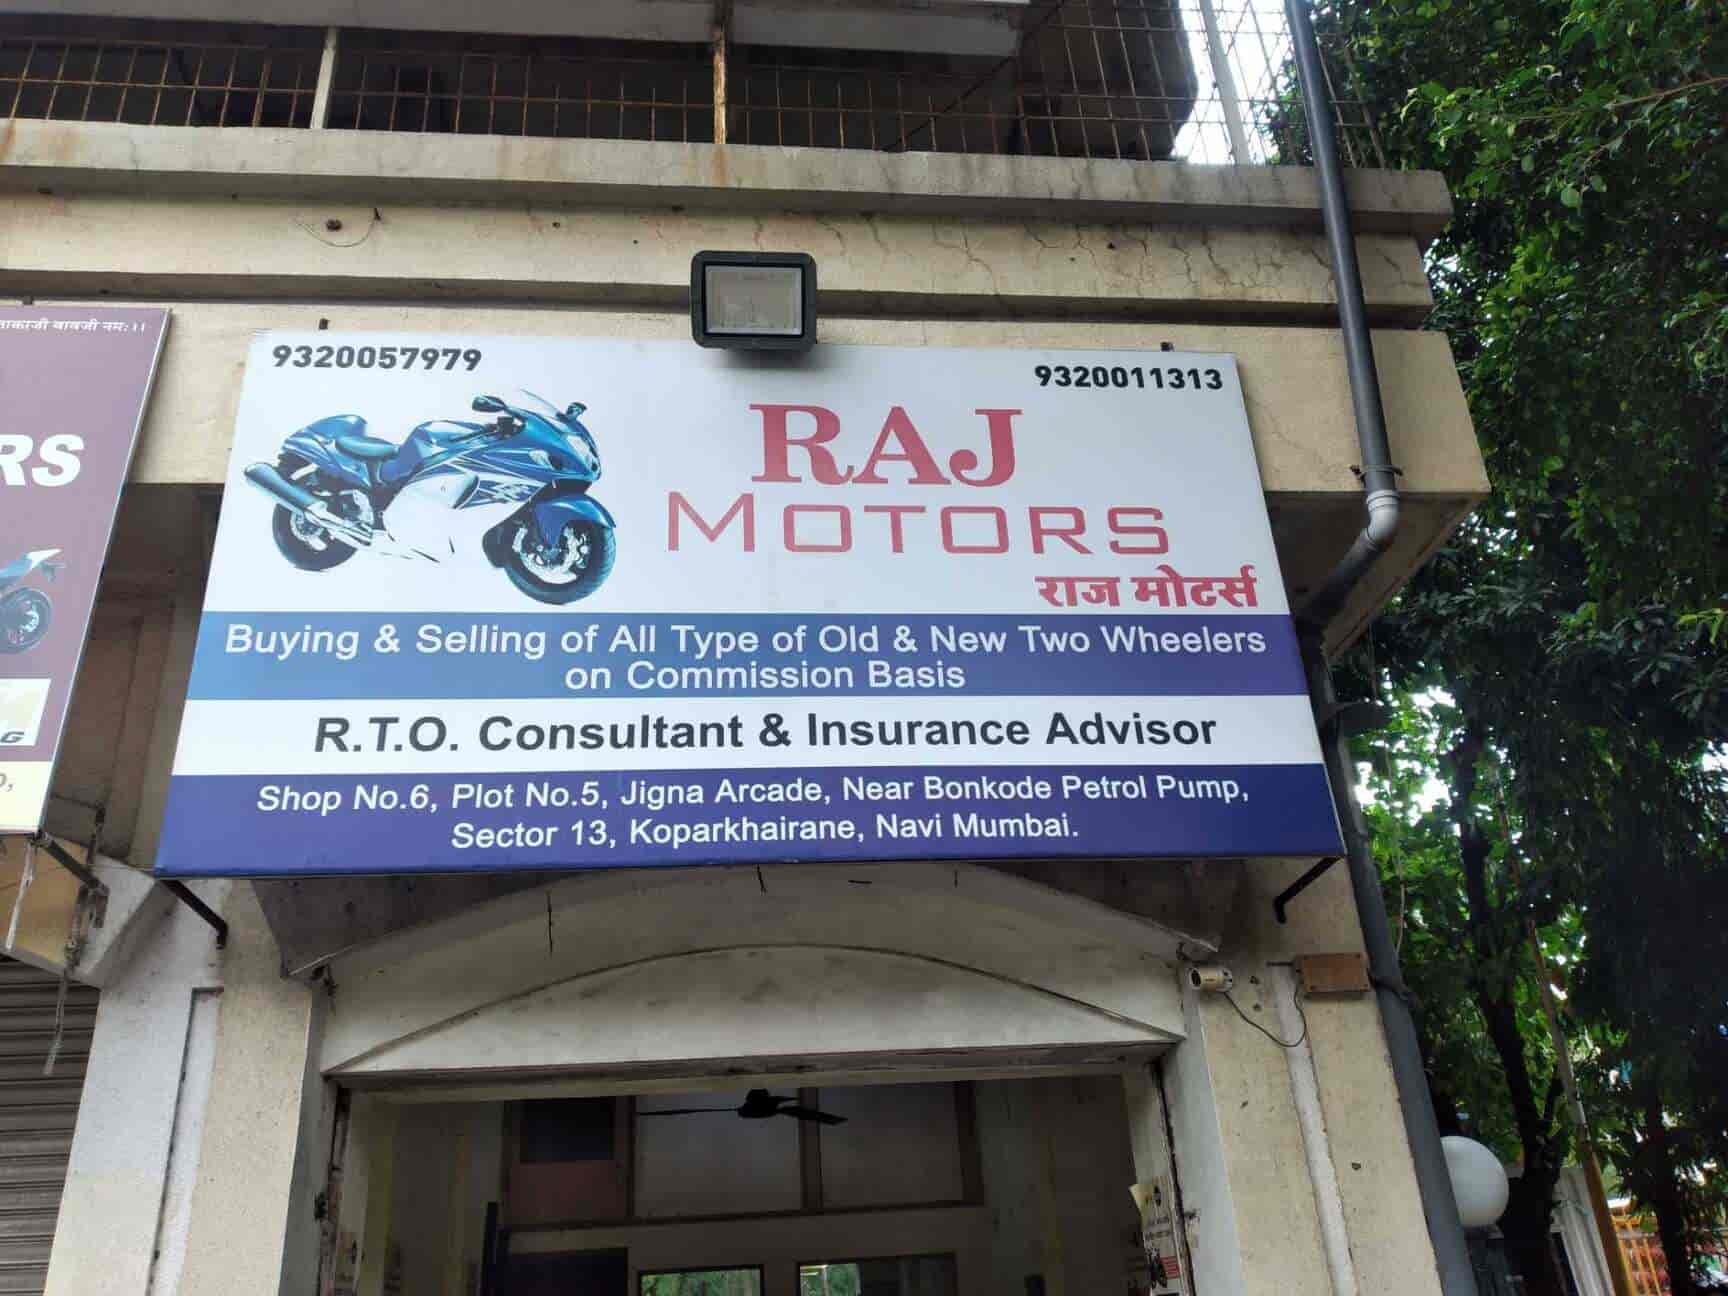 ताकाजी बावजी नमः।।
RS
G
9320057979
9320011313
RAJ
MOTORS
राज मोटर्स
Buying & Selling of All Type of Old & New Two Wheelers
on Commission Basis
R.T.O. Consultant & Insurance Advisor
Shop No.6, Plot No.5, Jigna Arcade, Near Bonkode Petrol Pump,
Sector 13, Koparkhairane, Navi Mumbai.